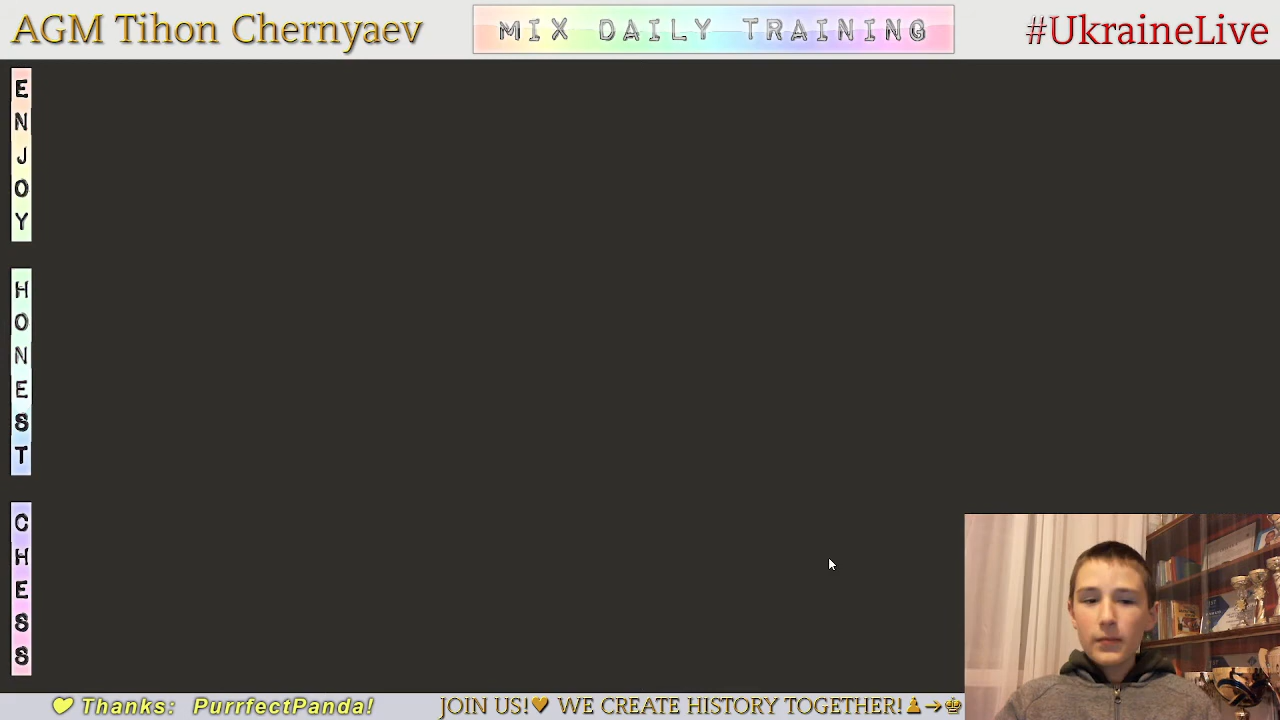 AGM Tihon Chernyaev
MIX DAILY TRAINING
#UkraineLive
ENJOY
HONEST
CHESS
Thanks: PurrfectPanda!
JOIN US!♥ WE CREATE HISTORY TOGETHER!♟→♚